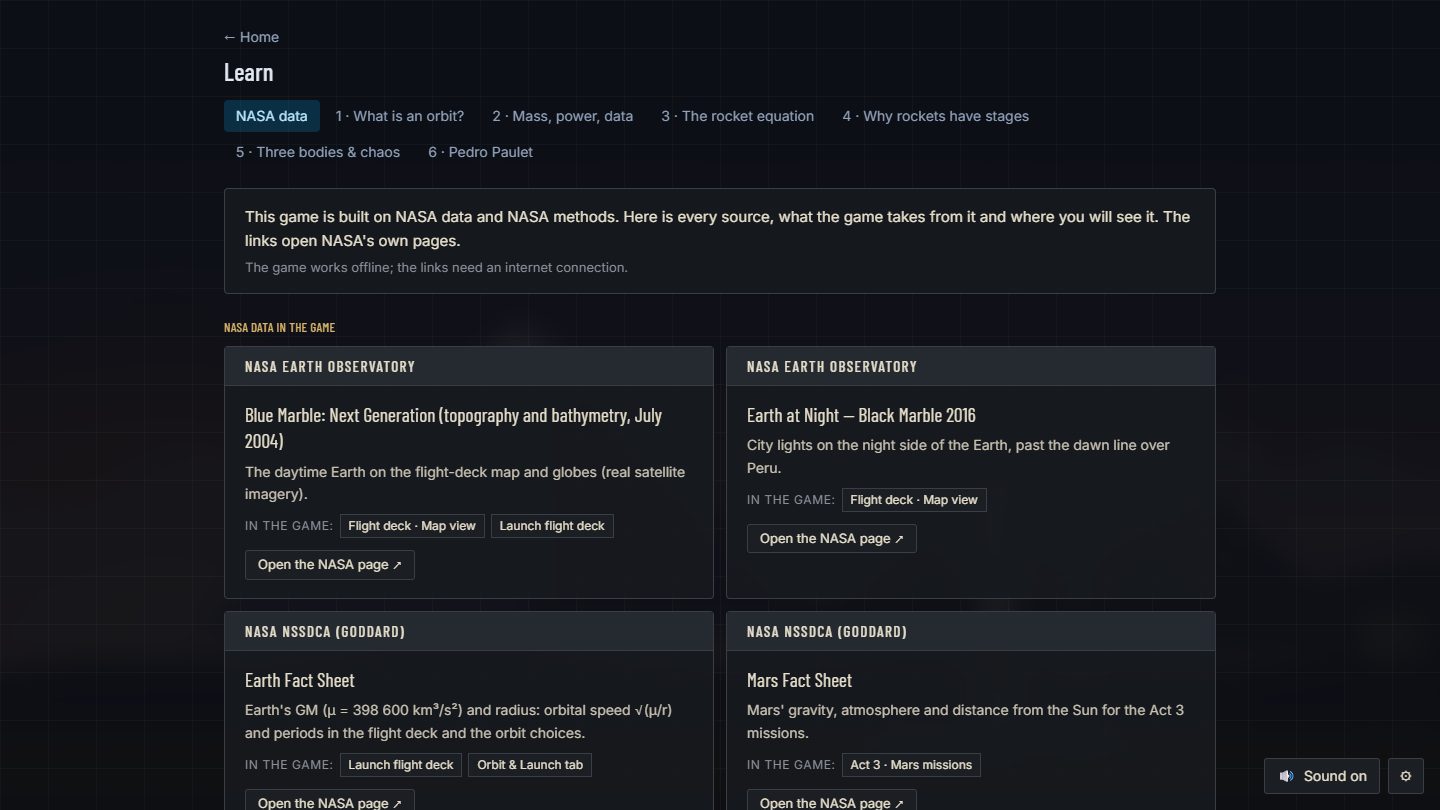 ← Home
Learn
NASA data
1 · What is an orbit?
2 · Mass, power, data
3 · The rocket equation
4 · Why rockets have stages
5 · Three bodies & chaos
6 · Pedro Paulet
This game is built on NASA data and NASA methods. Here is every source, what the game takes from it and where you will see it. The
links open NASA's own pages.
The game works offline; the links need an internet connection.
NASA DATA IN THE GAME
NASA EARTH OBSERVATORY
Blue Marble: Next Generation (topography and bathymetry, July
2004)
The daytime Earth on the flight-deck map and globes (real satellite
imagery).
IN THE GAME: Flight deck · Map view Launch flight deck
Open the NASA page ↗
NASA EARTH OBSERVATORY
Earth at Night — Black Marble 2016
City lights on the night side of the Earth, past the dawn line over
Peru.
IN THE GAME: Flight deck · Map view
Open the NASA page ↗
NASA NSSDCA (GODDARD)
Earth Fact Sheet
Earth's GM (μ = 398 600 km³/s²) and radius: orbital speed √(μ/r)
and periods in the flight deck and the orbit choices.
IN THE GAME: Launch flight deck Orbit & Launch tab
Open the NASA page ↗
NASA NSSDCA (GODDARD)
Mars Fact Sheet
Mars' gravity, atmosphere and distance from the Sun for the Act 3
missions.
IN THE GAME: Act 3 · Mars missions
Open the NASA page ↗
Sound on